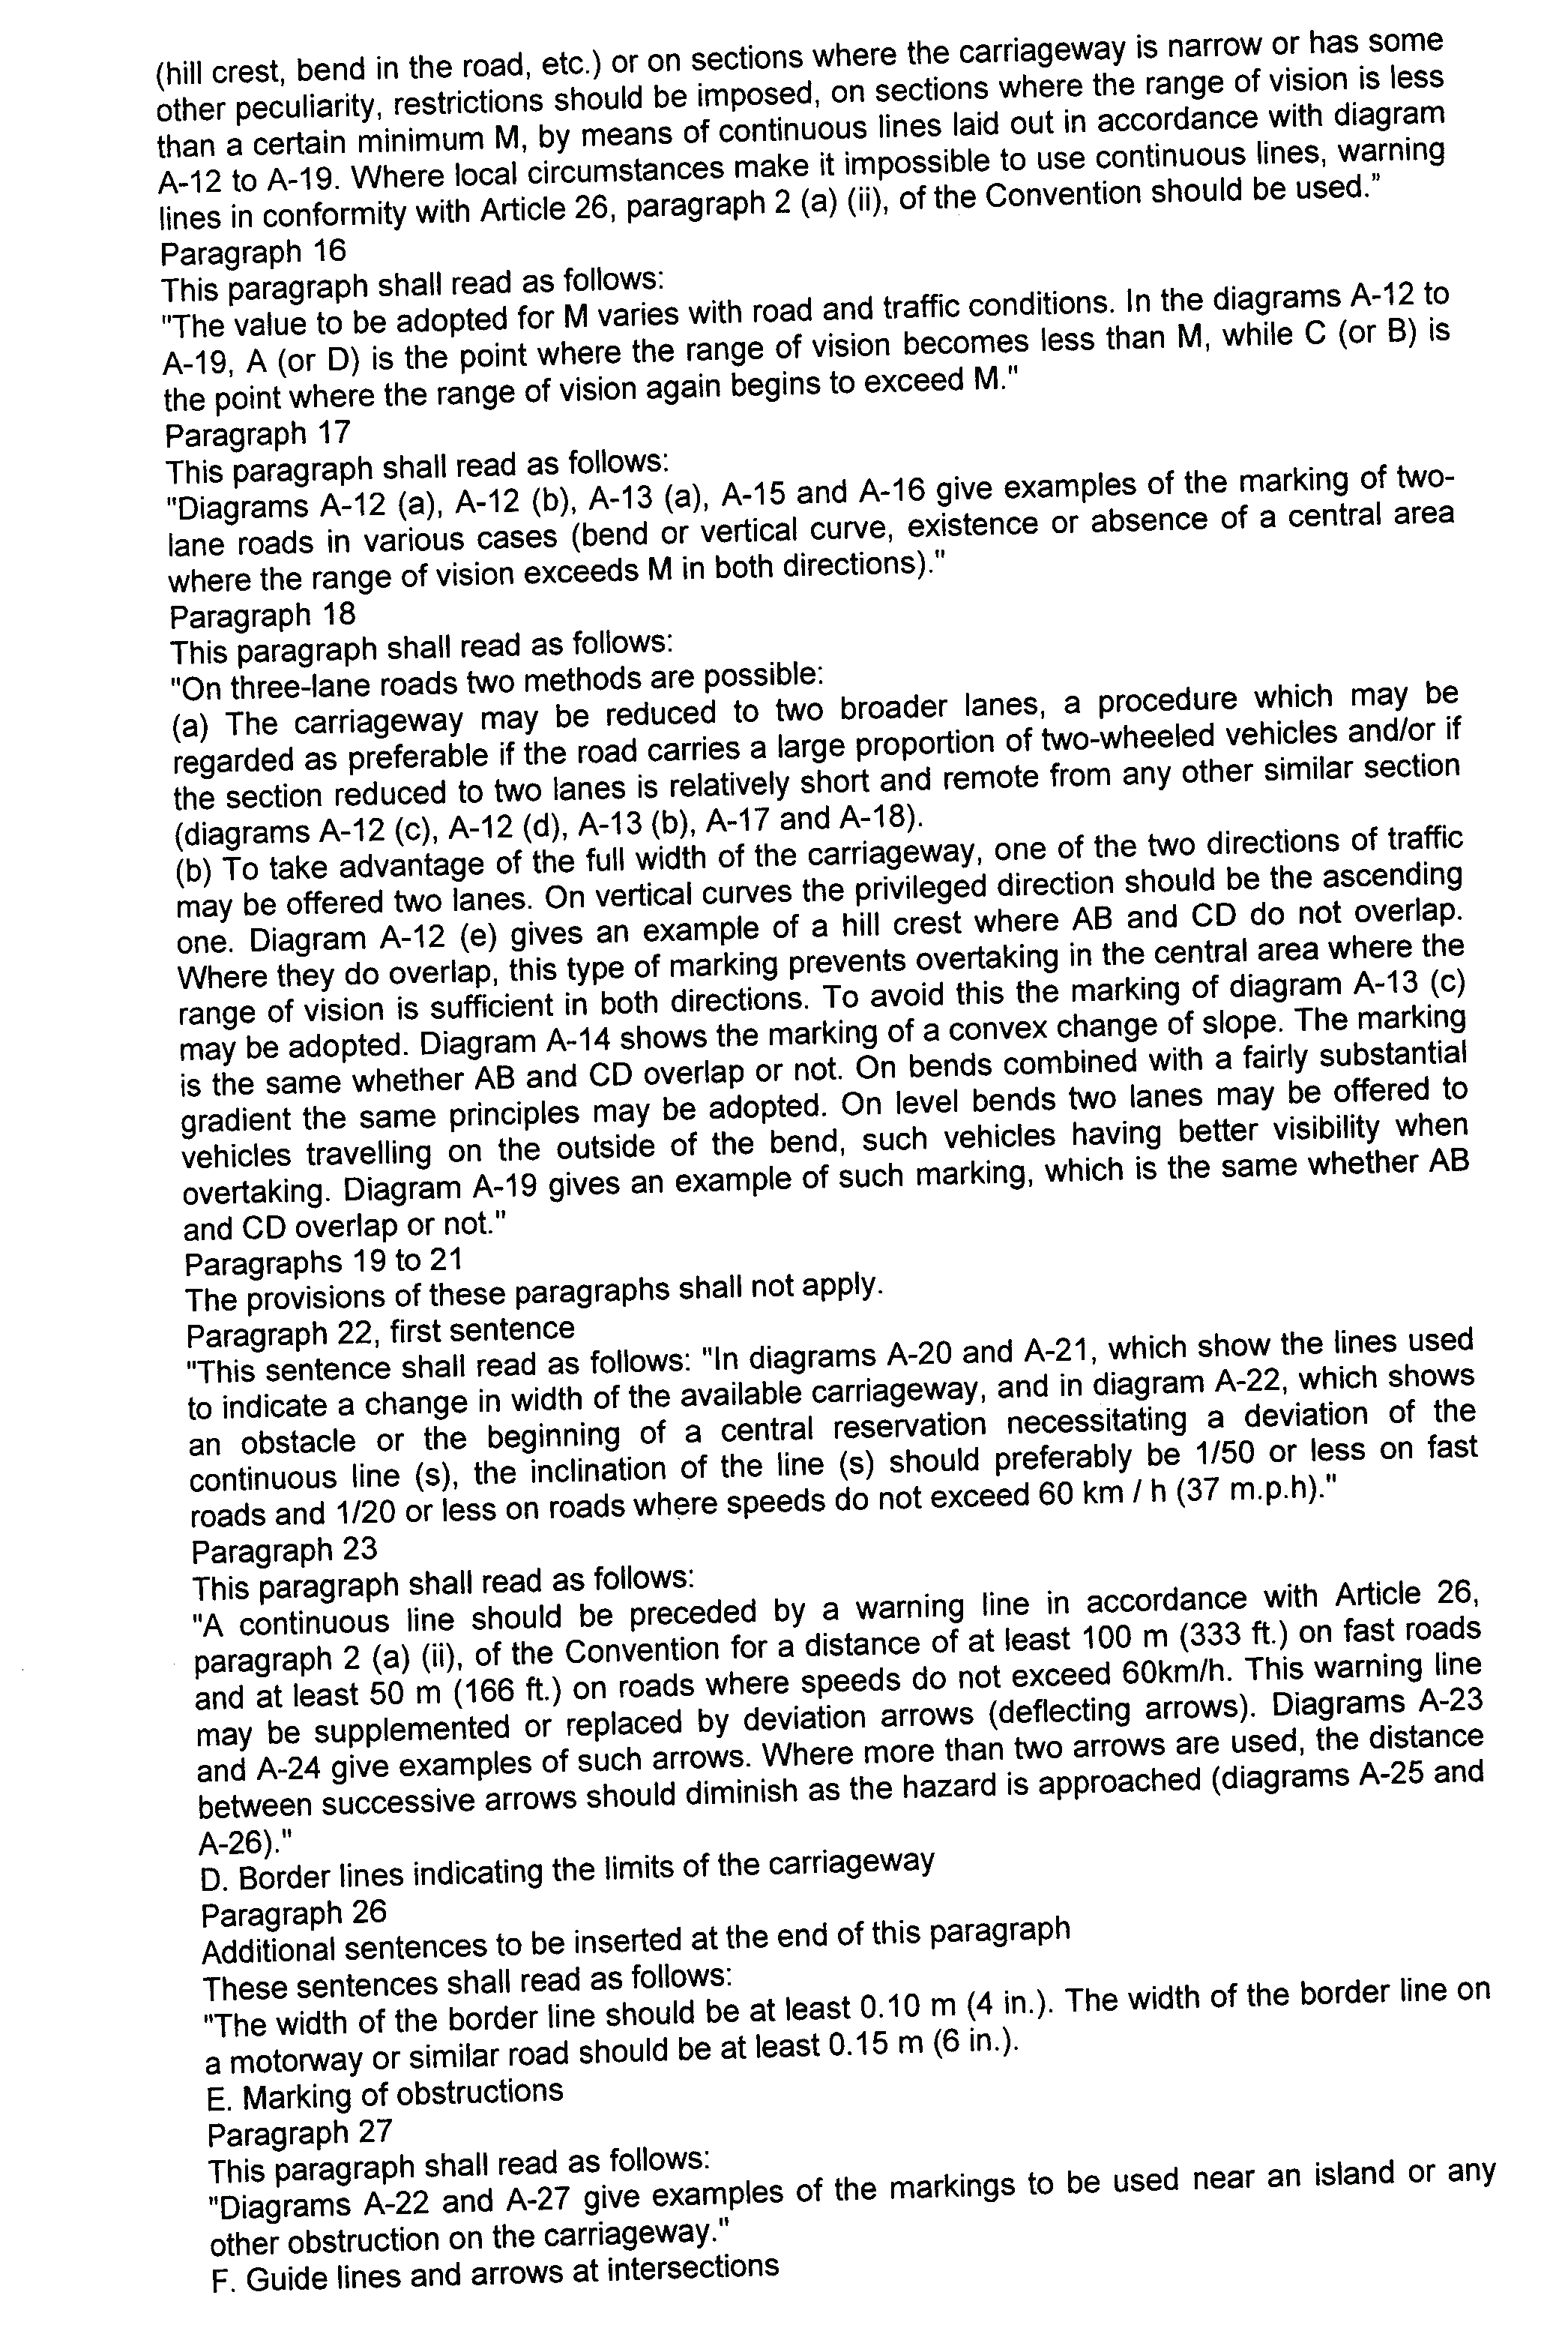 (hill crest, bend in the road, etc.) or on sections where the carriageway is narrow or has some
other peculiarity, restrictions should be imposed, on sections where the range of vision is less
than a certain minimum M, by means of continuous lines laid out in accordance with diagram
A-12 to A-19. Where local circumstances make it impossible to use continuous lines, warning
lines in conformity with Article 26, paragraph 2 (a) (ii), of the Convention should be used.”
Paragraph 16
This paragraph shall read as follows:
"The value to be adopted for M varies with road and traffic conditions. In the diagrams A-12 to
A-19, A (or D) is the point where the range of vision becomes less than M, while C (or B) is
the point where the range of vision again begins to exceed M."
Paragraph 17
This paragraph shall read as follows:
"Diagrams A-12 (a), A-12 (b), A-13 (a), A-15 and A-16 give examples of the marking of two-
lane roads in various cases (bend or vertical curve, existence or absence of a central area
where the range of vision exceeds M in both directions)."
Paragraph 18
This paragraph shall read as follows:
"On three-lane roads two methods are possible:
(a) The carriageway may be reduced to two broader lanes, a procedure which may be
regarded as preferable if the road carries a large proportion of two-wheeled vehicles and/or if
the section reduced to two lanes is relatively short and remote from any other similar section
(diagrams A-12 (c), A-12 (d), A-13 (b), A-17 and A-18).
(b) To take advantage of the full width of the carriageway, one of the two directions of traffic
may be offered two lanes. On vertical curves the privileged direction should be the ascending
one. Diagram A-12 (e) gives an example of a hill crest where AB and CD do not overlap.
Where they do overlap, this type of marking prevents overtaking in the central area where the
range of vision is sufficient in both directions. To avoid this the marking of diagram A-13 (c)
may be adopted. Diagram A-14 shows the marking of a convex change of slope. The marking
is the same whether AB and CD overlap or not. On bends combined with a fairly substantial
gradient the same principles may be adopted. On level bends two lanes may be offered to
vehicles travelling on the outside of the bend, such vehicles having better visibility when
overtaking. Diagram A-19 gives an example of such marking, which is the same whether AB
and CD overlap or not."
Paragraphs 19 to 21
The provisions of these paragraphs shall not apply.
Paragraph 22, first sentence
"This sentence shall read as follows: "In diagrams A-20 and A-21, which show the lines used
to indicate a change in width of the available carriageway, and in diagram A-22, which shows
an obstacle or the beginning of a central reservation necessitating a deviation of the
continuous line (s), the inclination of the line (s) should preferably be 1/50 or less on fast
roads and 1/20 or less on roads where speeds do not exceed 60 km / h (37 m.p.h)."
Paragraph 23
This paragraph shall read as follows:
"A continuous line should be preceded by a warning line in accordance with Article 26,
paragraph 2 (a) (ii), of the Convention for a distance of at least 100 m (333 ft.) on fast roads
and at least 50 m (166 ft.) on roads where speeds do not exceed 60km/h. This warning line
may be supplemented or replaced by deviation arrows (deflecting arrows). Diagrams A-23
and A-24 give examples of such arrows. Where more than two arrows are used, the distance
between successive arrows should diminish as the hazard is approached (diagrams A-25 and
A-26)."
D. Border lines indicating the limits of the carriageway
Paragraph 26
Additional sentences to be inserted at the end of this paragraph
These sentences shall read as follows:
"The width of the border line should be at least 0.10 m (4 in.). The width of the border line on
a motorway or similar road should be at least 0.15 m (6 in.).
E. Marking of obstructions
Paragraph 27
This paragraph shall read as follows:
"Diagrams A-22 and A-27 give examples of the markings to be used near an island or any
other obstruction on the carriageway."
F. Guide lines and arrows at intersections